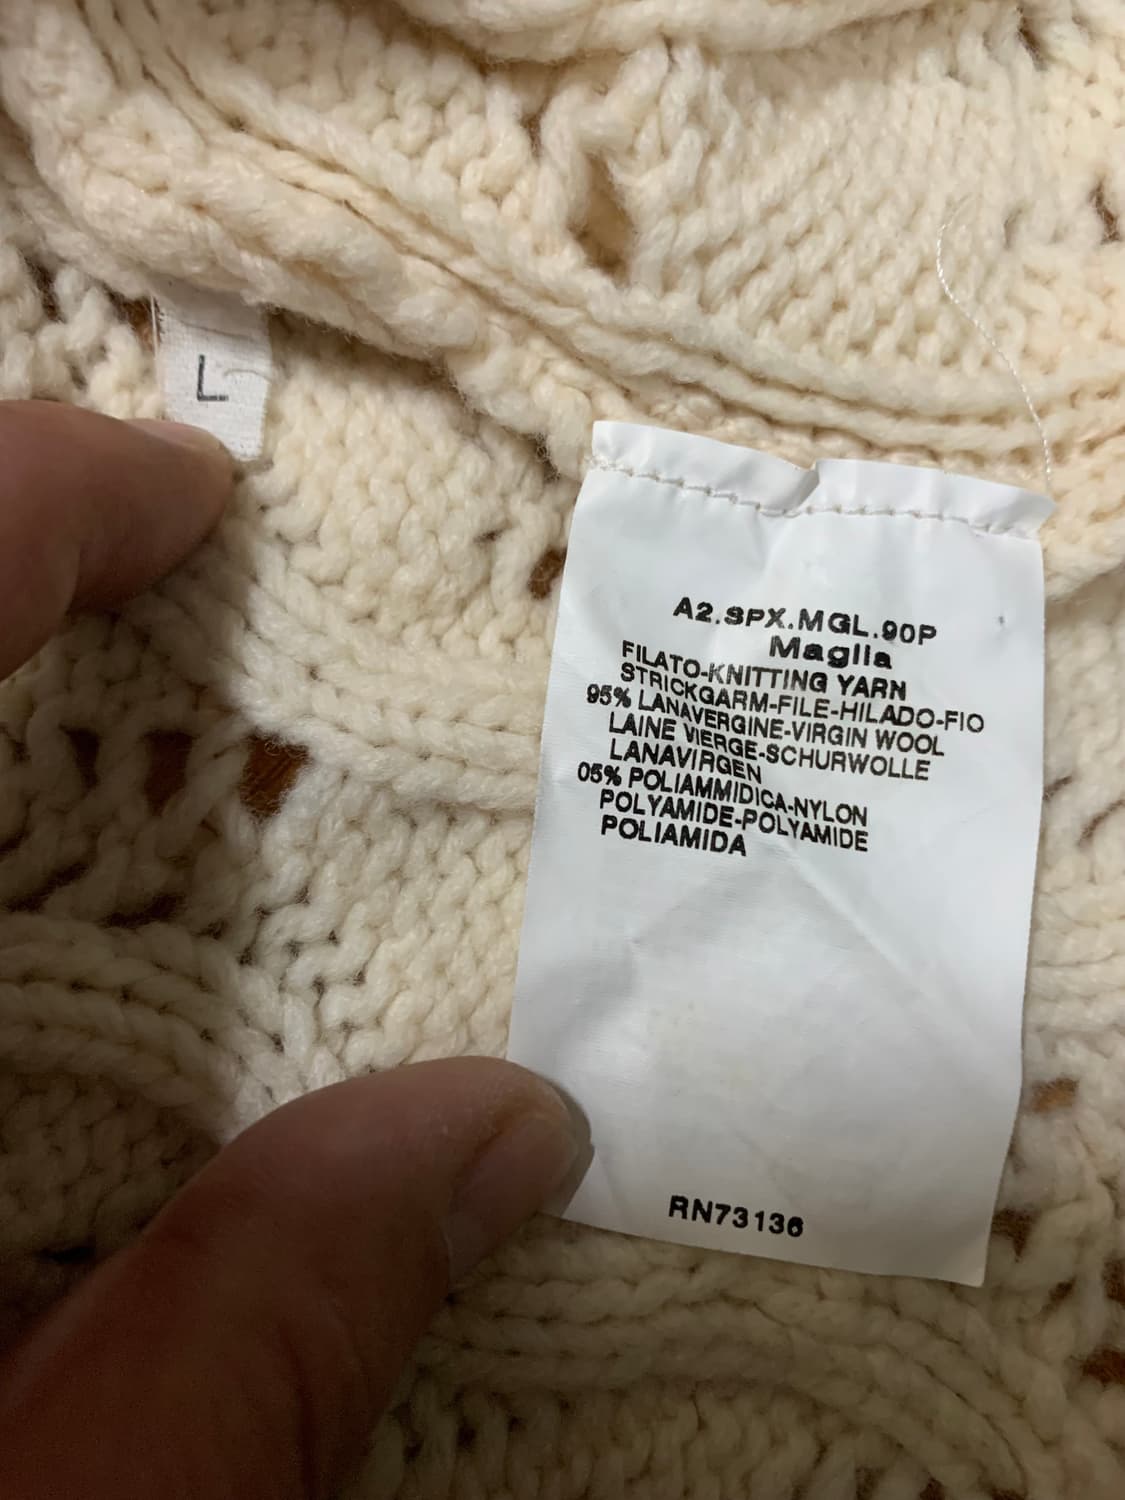 L
A2.SPX.MGL.90P
Maglia
FILATO-KNITTING YARN
STRICKGARM-FILE-HILADO-FIO
95% LANAVERGINE-VIRGIN WOOL
LAINE VIERGE-SCHURWOLLE
LANAVIRGEN
05% POLIAMMIDICA-NYLON
POLYAMIDE-POLYAMIDE
POLIAMIDA
RN73136